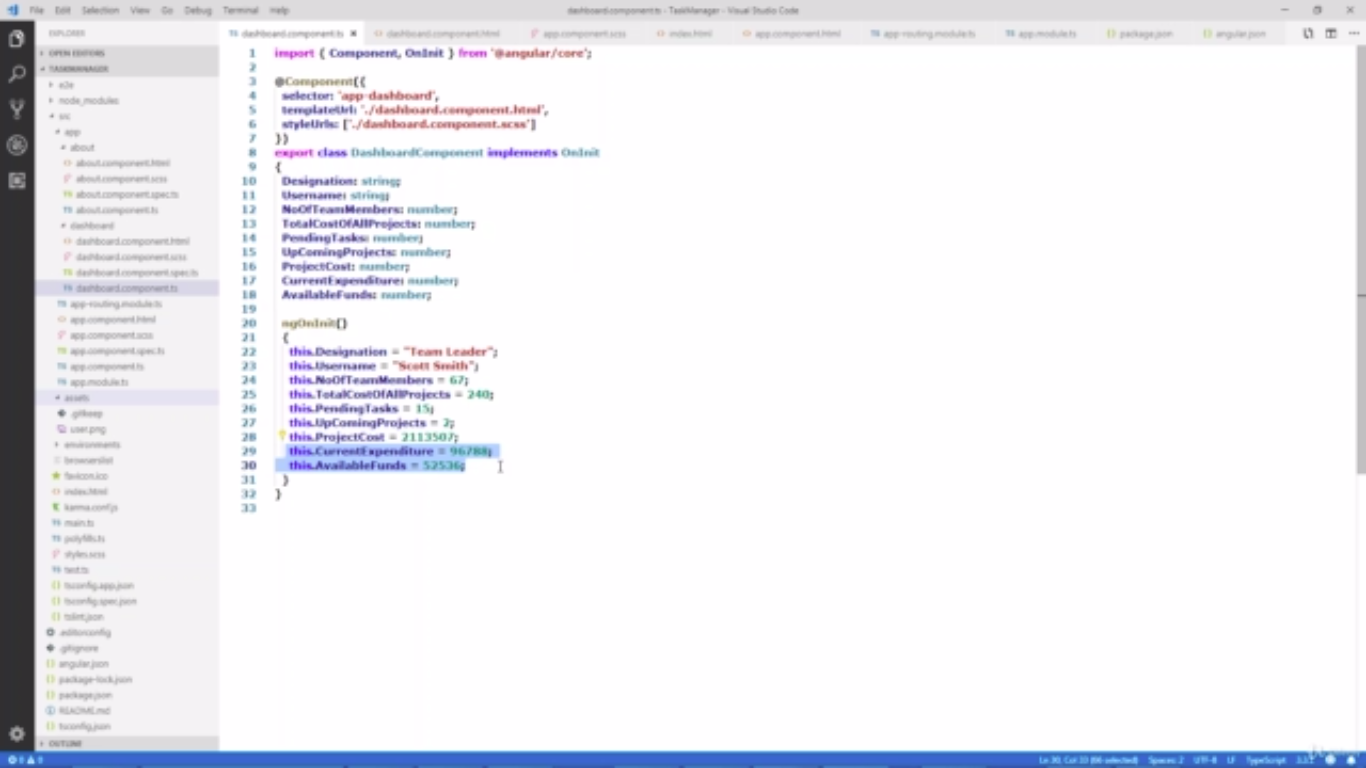 File Edit Selection View Go Debug Terminal Help
dashboard.component.ts - TaskManager - Visual Studio Code
EXPLORER
OPEN EDITORS
TASKMANAGER
e2e
node_modules
src
app
about
about.component.html
about.component.scss
about.component.spec.ts
about.component.ts
dashboard
dashboard.component.html
dashboard.component.scss
dashboard.component.spec.ts
dashboard.component.ts
app-routing.module.ts
app.component.html
app.component.scss
app.component.spec.ts
app.component.ts
app.module.ts
assets
.gitkeep
user.png
environments
browserslist
favicon.ico
index.html
karma.conf.js
main.ts
polyfills.ts
styles.scss
test.ts
tsconfig.app.json
tsconfig.spec.json
tslint.json
.editorconfig
.gitignore
angular.json
package-lock.json
package.json
README.md
tsconfig.json
OUTLINE
dashboard.component.ts dashboard.component.html app.component.scss index.html app.component.html app-routing.module.ts app.module.ts package.json angular.json
1 import { Component, OnInit } from '@angular/core';
2
3 @Component({
4 selector: 'app-dashboard',
5 templateUrl: './dashboard.component.html',
6 styleUrls: ['./dashboard.component.scss']
7 })
8 export class DashboardComponent implements OnInit
9 {
10 Designation: string;
11 Username: string;
12 NoOfTeamMembers: number;
13 TotalCostOfAllProjects: number;
14 PendingTasks: number;
15 UpComingProjects: number;
16 ProjectCost: number;
17 CurrentExpenditure: number;
18 AvailableFunds: number;
19
20 ngOnInit()
21 {
22 this.Designation = "Team Leader";
23 this.Username = "Scott Smith";
24 this.NoOfTeamMembers = 67;
25 this.TotalCostOfAllProjects = 240;
26 this.PendingTasks = 15;
27 this.UpComingProjects = 2;
28 this.ProjectCost = 2113507;
29 this.CurrentExpenditure = 96788;
30 this.AvailableFunds = 52536;
31 }
32 }
33
0 0 Ln 30, Col 33 (66 selected) Spaces: 2 UTF-8 LF TypeScript